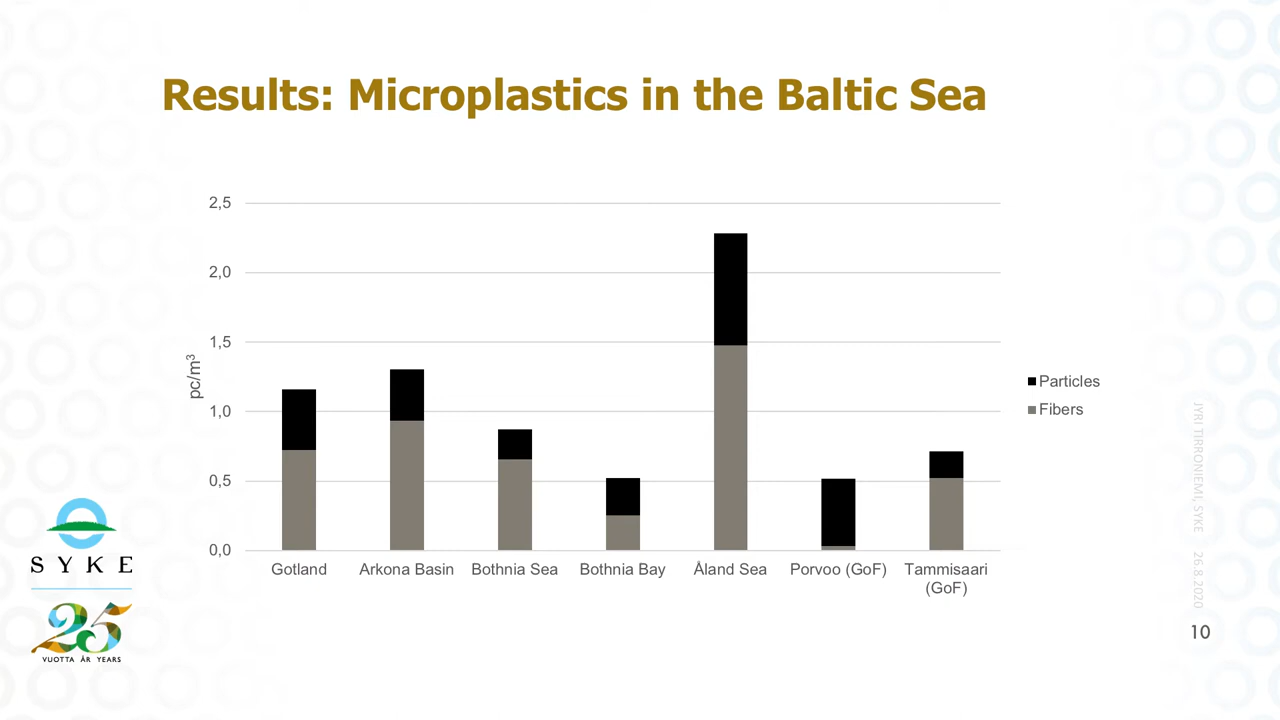 Results: Microplastics in the Baltic Sea
2,5
2,0
1,5
1,0
0,5
0,0
pc/m³
Gotland
Arkona Basin
Bothnia Sea
Bothnia Bay
Åland Sea
Porvoo (GoF)
Tammisaari
(GoF)
Particles
Fibers
JYRI TIRRONIEMI, SYKE 26.8.2020
10
SYKE
25
VUOTTA ÅR YEARS